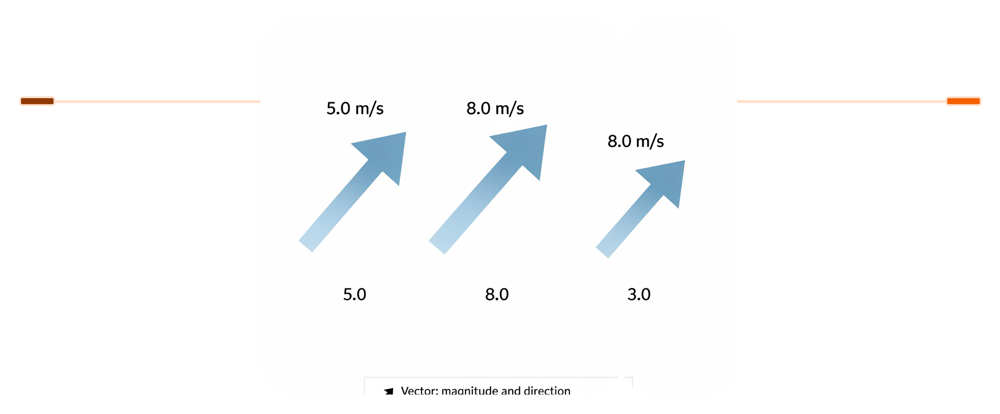 5.0 m/s
8.0 m/s
8.0 m/s
5.0
8.0
3.0
Vector: magnitude and direction